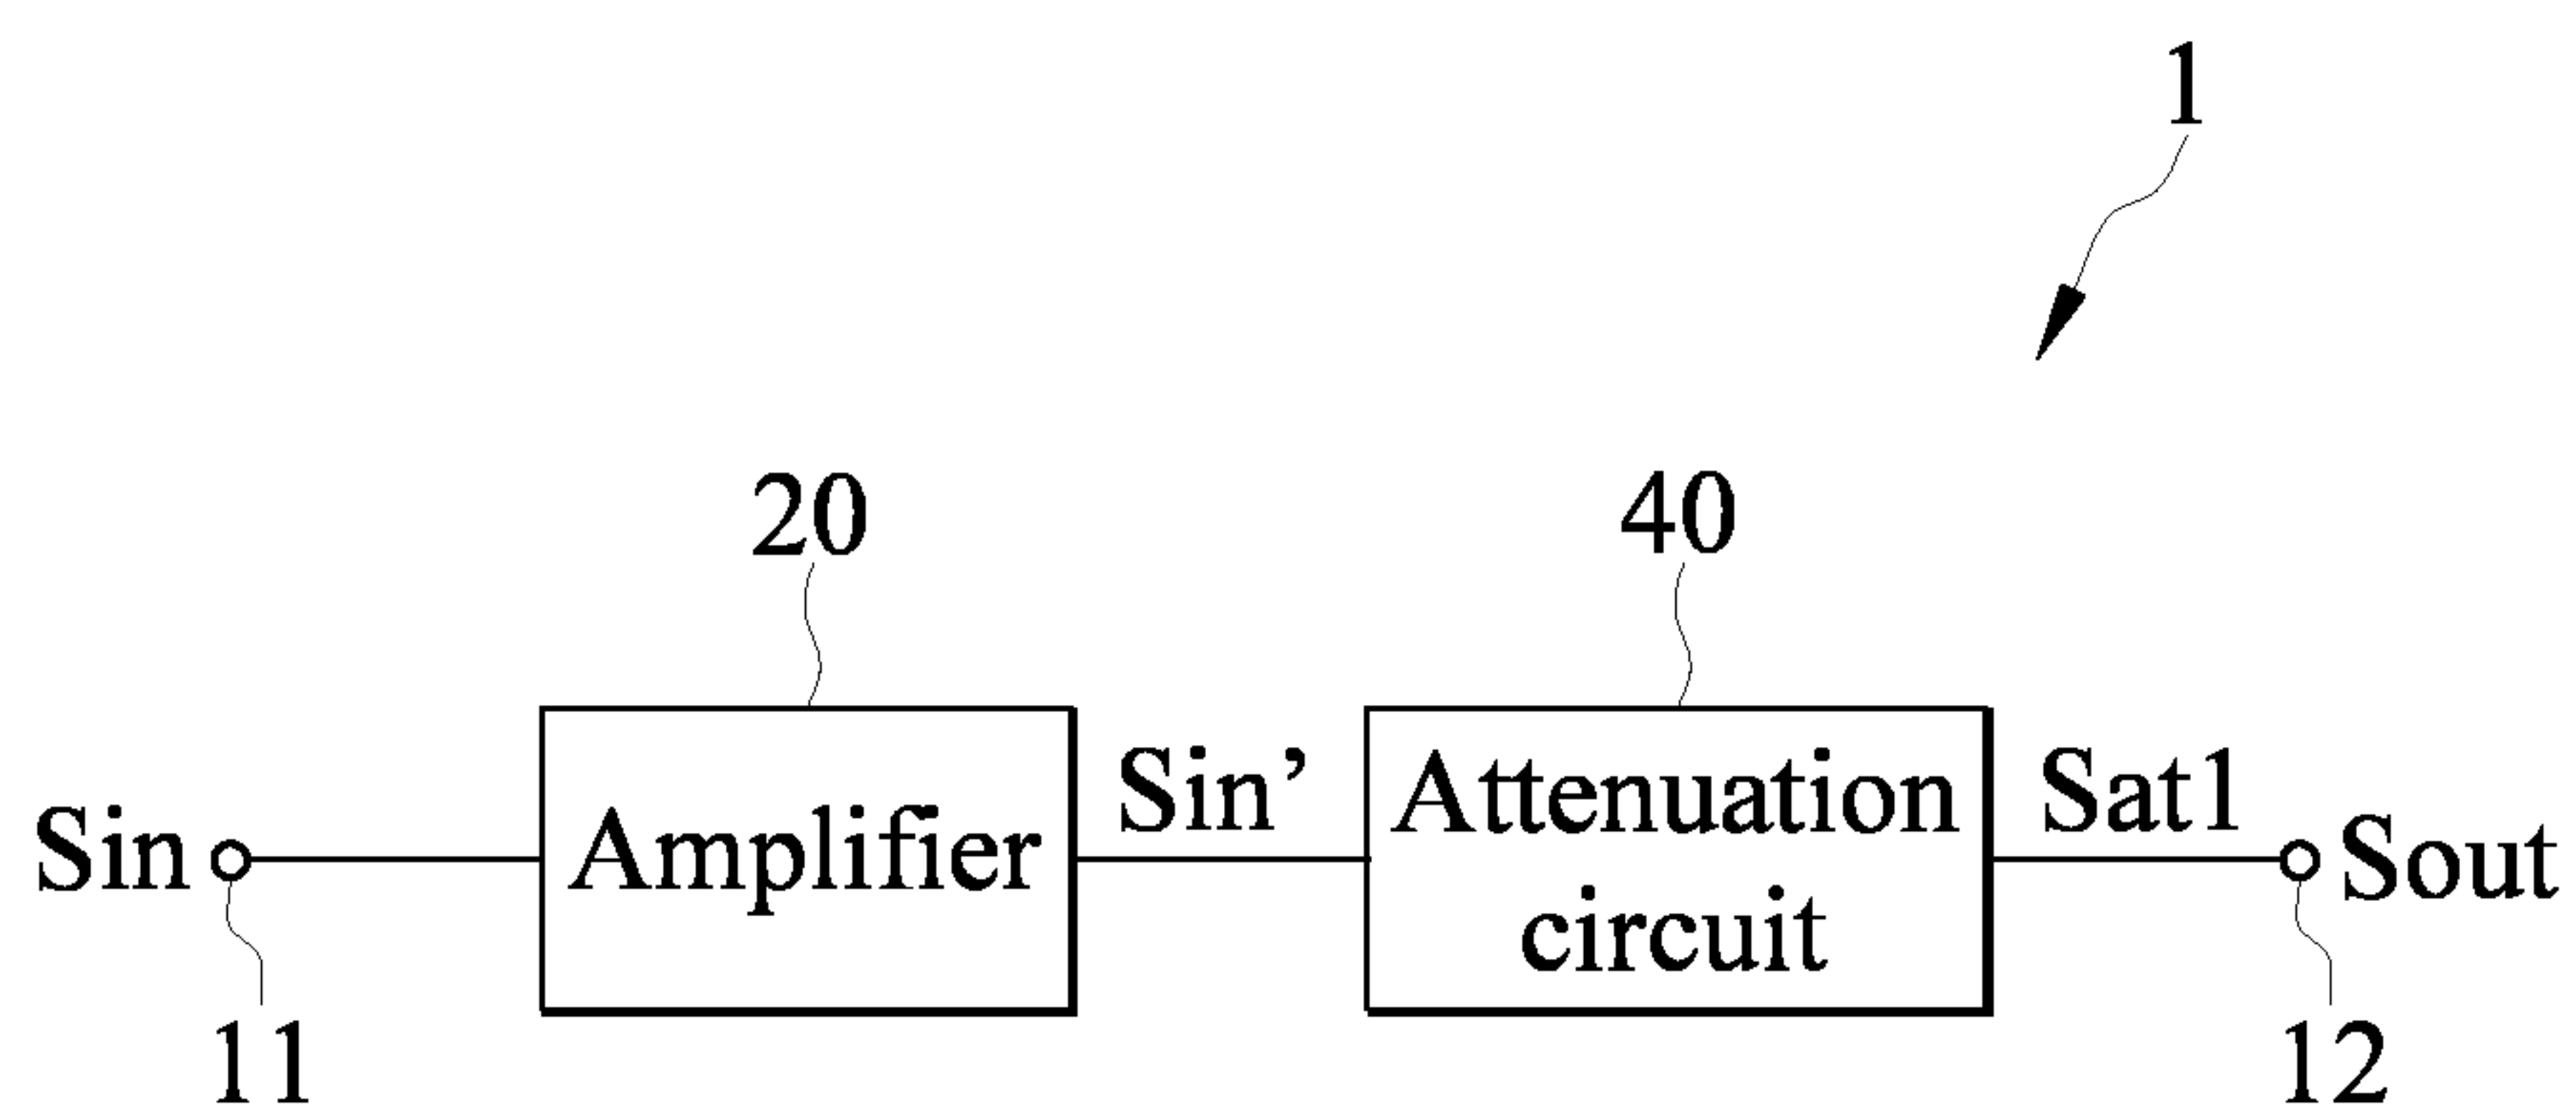 1
20
40
Sin
Amplifier
Sin’
Attenuation
circuit
Sat1
Sout
11
12